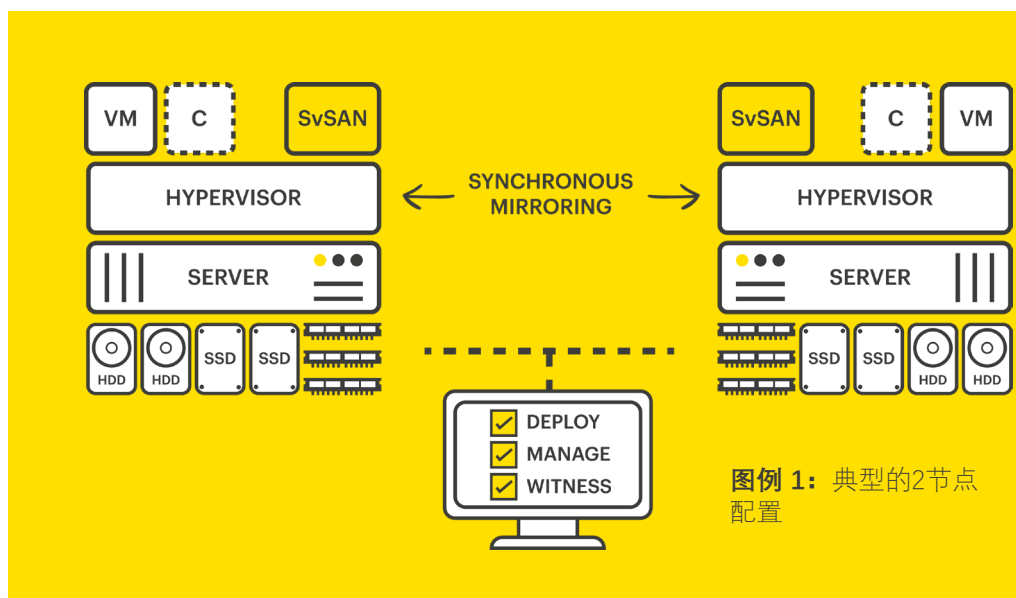 VM
C
SvSAN
SvSAN
C
VM
HYPERVISOR
SYNCHRONOUS
MIRRORING
HYPERVISOR
SERVER
SERVER
HDD
HDD
SSD
SSD
SSD
SSD
HDD
HDD
DEPLOY
MANAGE
WITNESS
图例 1：典型的2节点
配置